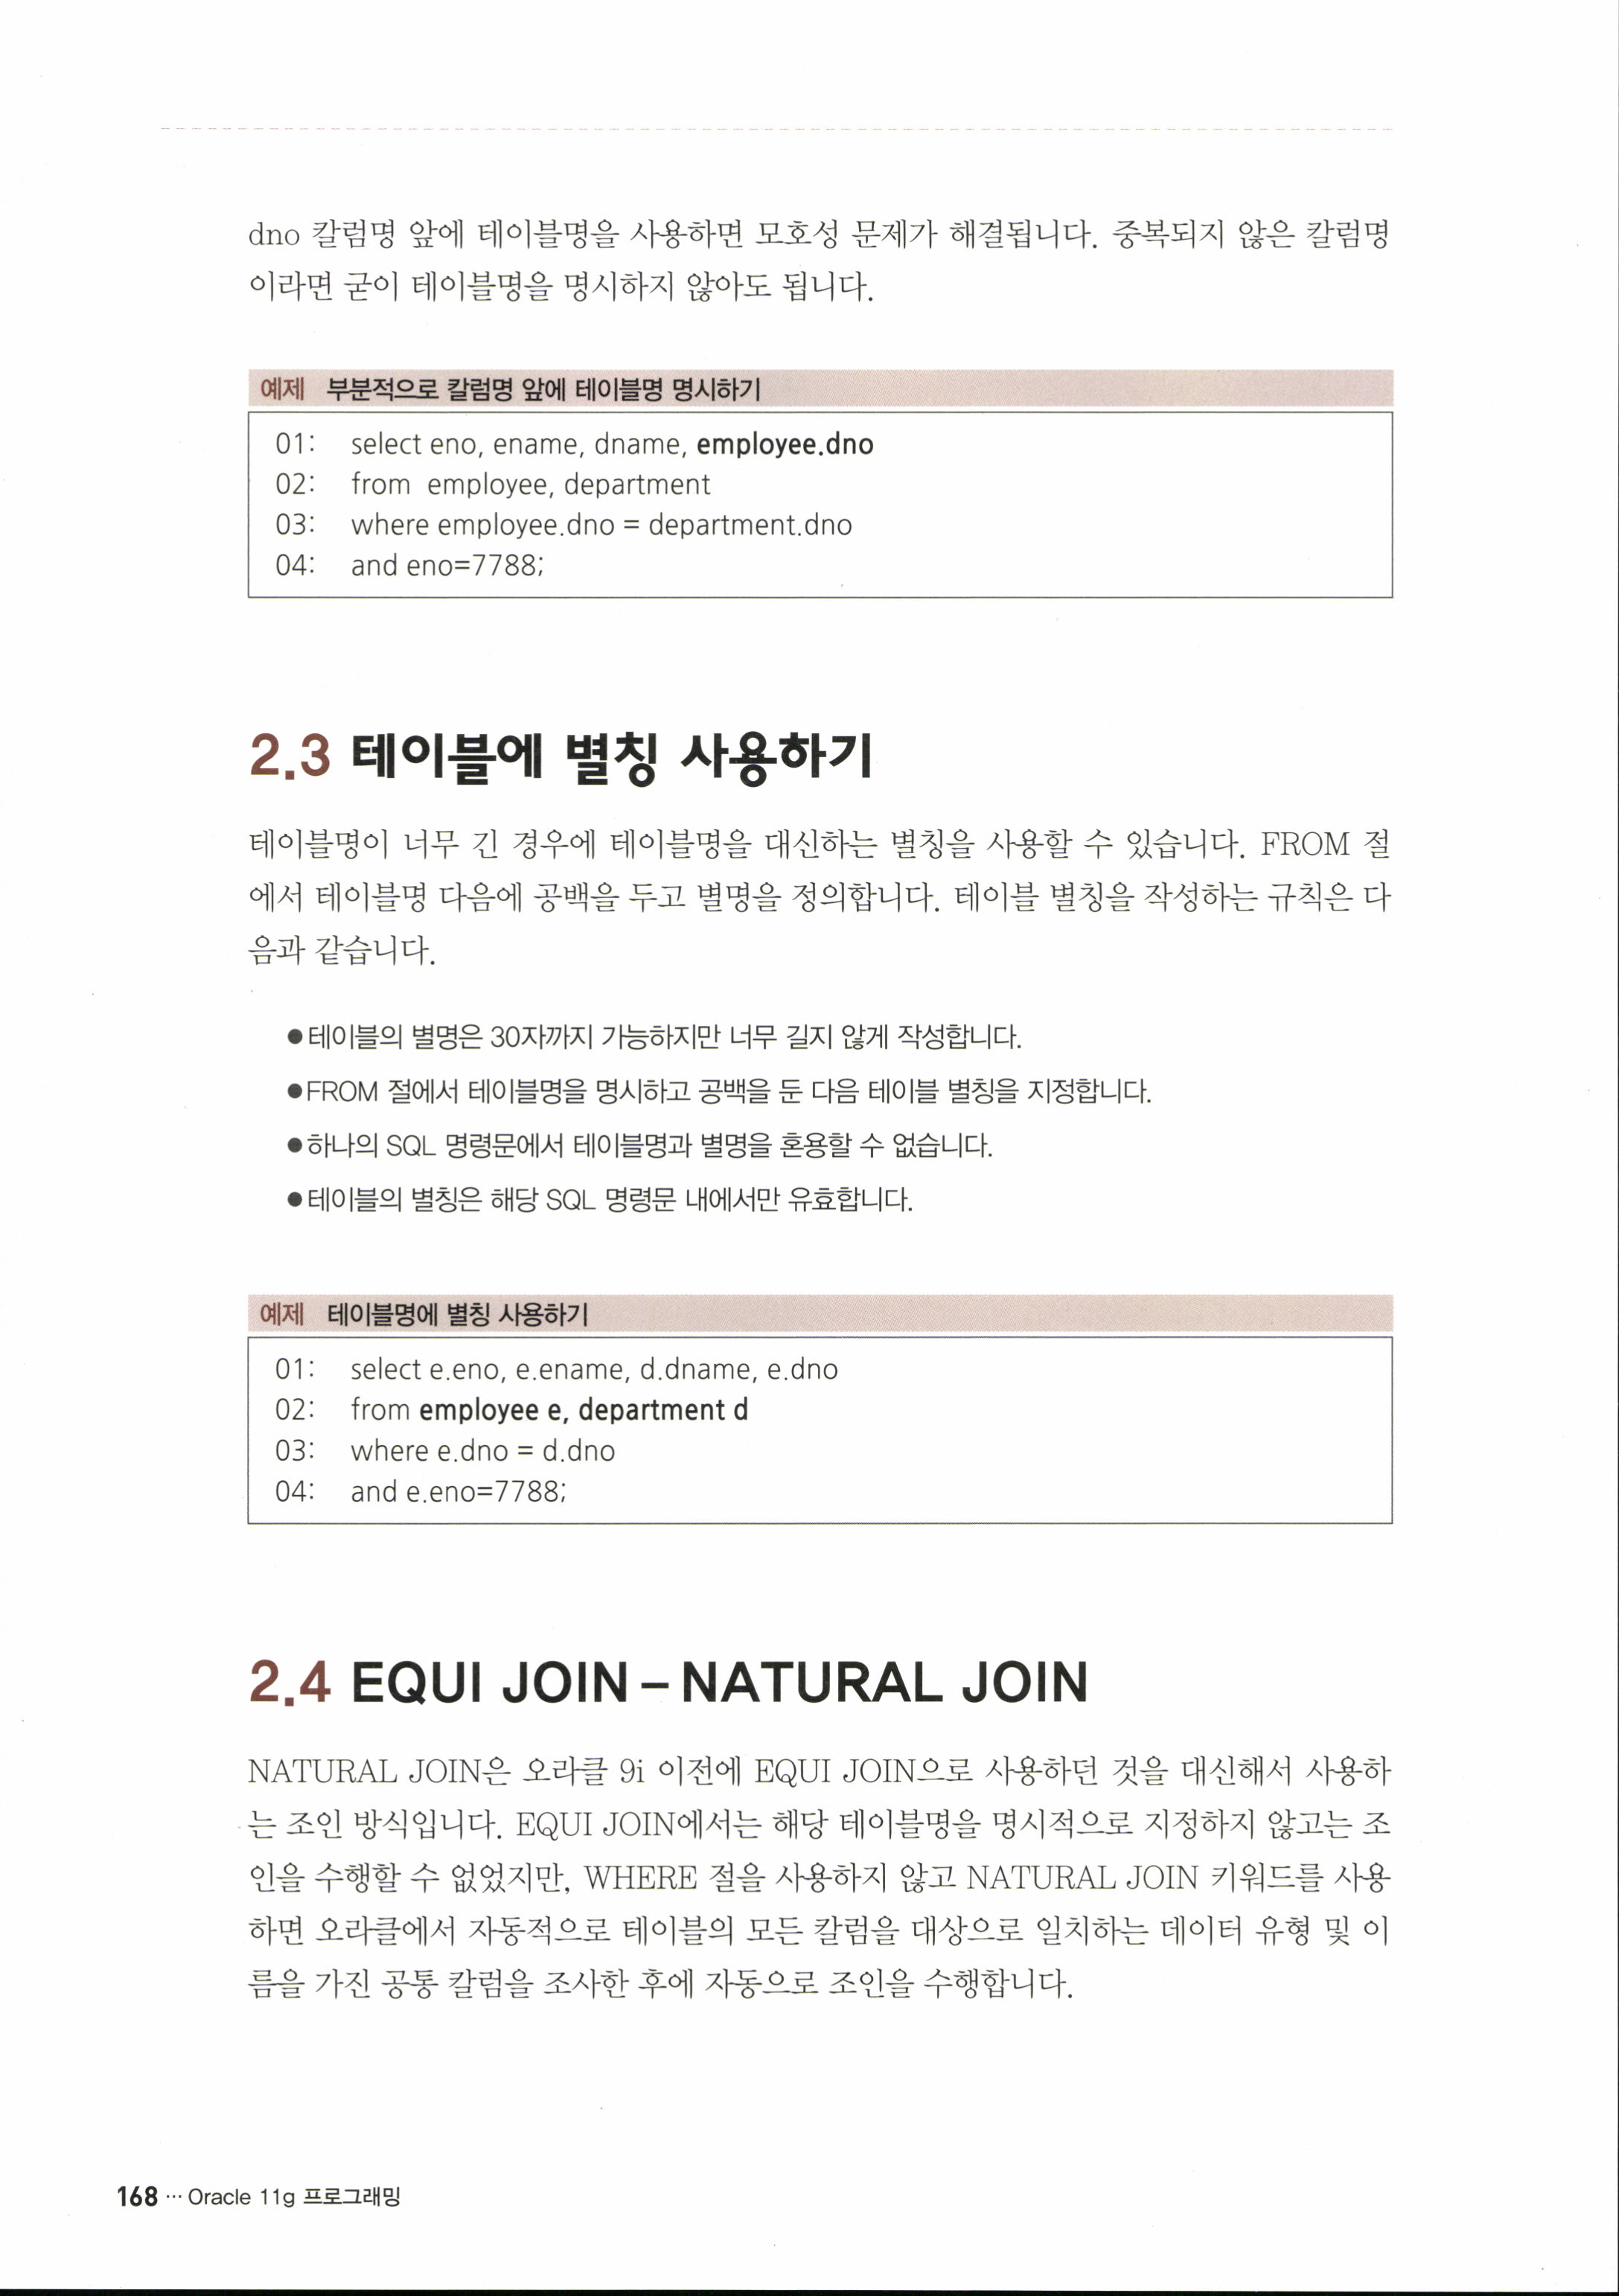 dno 칼럼명 앞에 테이블명을 사용하면 모호성 문제가 해결됩니다. 중복되지 않은 칼럼명
이라면 굳이 테이블명을 명시하지 않아도 됩니다.
예제 부분적으로 칼럼명 앞에 테이블명 명시하기
01: select eno, ename, dname, employee.dno
02: from employee, department
03: where employee.dno = department.dno
04: and eno=7788;
2.3 테이블에 별칭 사용하기
테이블명이 너무 긴 경우에 테이블명을 대신하는 별칭을 사용할 수 있습니다. FROM 절
에서 테이블명 다음에 공백을 두고 별명을 정의합니다. 테이블 별칭을 작성하는 규칙은 다
음과 같습니다.
●테이블의 별명은 30자까지 가능하지만 너무 길지 않게 작성합니다.
●FROM 절에서 테이블명을 명시하고 공백을 둔 다음 테이블 별칭을 지정합니다.
●하나의 SQL 명령문에서 테이블명과 별명을 혼용할 수 없습니다.
●테이블의 별칭은 해당 SQL 명령문 내에서만 유효합니다.
예제 테이블명에 별칭 사용하기
01: select e.eno, e.ename, d.dname, e.dno
02: from employee e, department d
03: where e.dno = d.dno
04: and e.eno=7788;
2.4 EQUI JOIN – NATURAL JOIN
NATURAL JOIN은 오라클 9i 이전에 EQUI JOIN으로 사용하던 것을 대신해서 사용하
는 조인 방식입니다. EQUI JOIN에서는 해당 테이블명을 명시적으로 지정하지 않고는 조
인을 수행할 수 없었지만, WHERE 절을 사용하지 않고 NATURAL JOIN 키워드를 사용
하면 오라클에서 자동적으로 테이블의 모든 칼럼을 대상으로 일치하는 데이터 유형 및 이
름을 가진 공통 칼럼을 조사한 후에 자동으로 조인을 수행합니다.
168 ··· Oracle 11g 프로그래밍